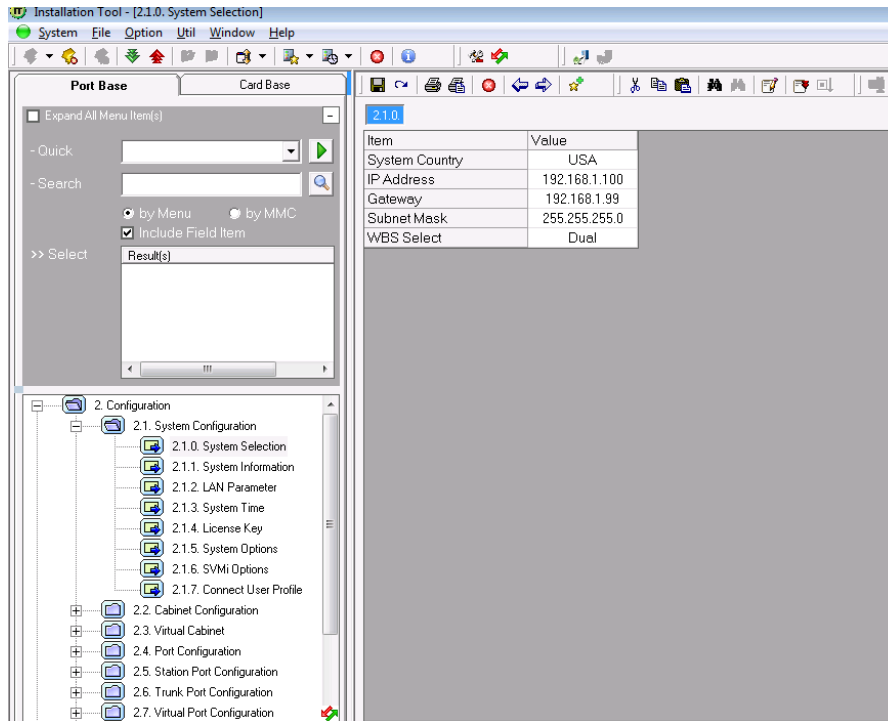 Installation Tool - [2.1.0. System Selection]
System File Option Util Window Help
Port Base Card Base
Expand All Menu Item(s)
- Quick
- Search
by Menu by MMC
Include Field Item
>> Select
Result(s)
2. Configuration
2.1. System Configuration
2.1.0. System Selection
2.1.1. System Information
2.1.2. LAN Parameter
2.1.3. System Time
2.1.4. License Key
2.1.5. System Options
2.1.6. SVMi Options
2.1.7. Connect User Profile
2.2. Cabinet Configuration
2.3. Virtual Cabinet
2.4. Port Configuration
2.5. Station Port Configuration
2.6. Trunk Port Configuration
2.7. Virtual Port Configuration
2.1.0.
Item Value
System Country USA
IP Address 192.168.1.100
Gateway 192.168.1.99
Subnet Mask 255.255.255.0
WBS Select Dual